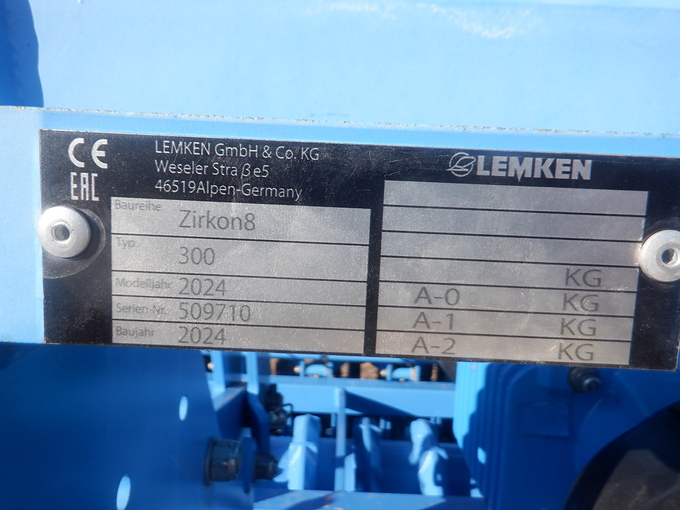 CE
EAC
LEMKEN GmbH & Co. KG
Weseler Straße5
46519Alpen-Germany
LEMKEN
Baureihe Zirkon8
Typ 300
Modelljahr 2024
Serien-Nr. 509710
Baujahr 2024
KG
A-0 KG
A-1 KG
A-2 KG